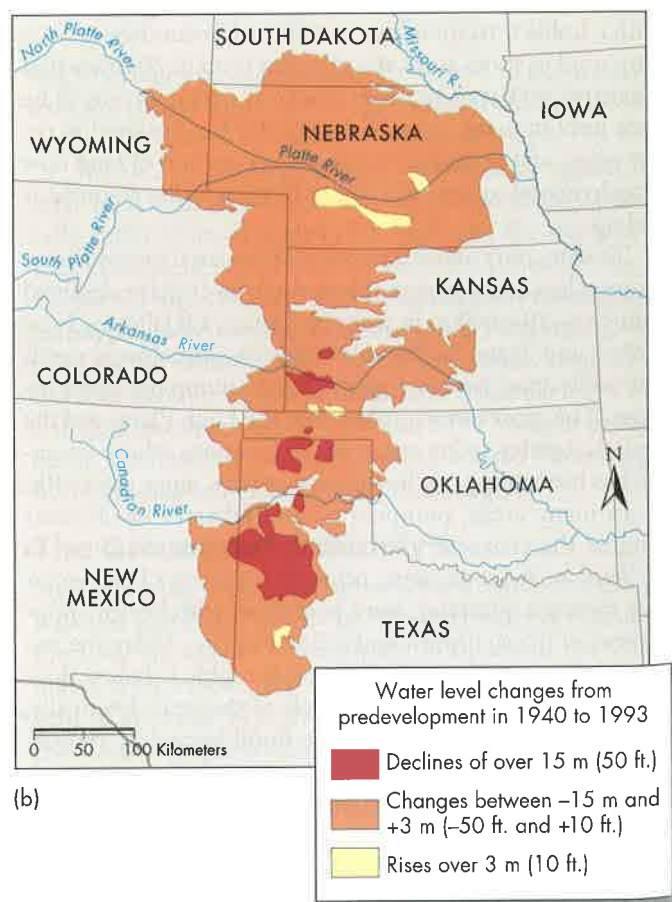 SOUTH DAKOTA
North Platte River
Missouri R.
IOWA
WYOMING
NEBRASKA
Platte River
South Platte River
KANSAS
Arkansas River
COLORADO
Canadian River
OKLAHOMA
N
NEW
MEXICO
TEXAS
0 50 100 Kilometers
(b)
Water level changes from
predevelopment in 1940 to 1993
Declines of over 15 m (50 ft.)
Changes between –15 m and
+3 m (–50 ft. and +10 ft.)
Rises over 3 m (10 ft.)